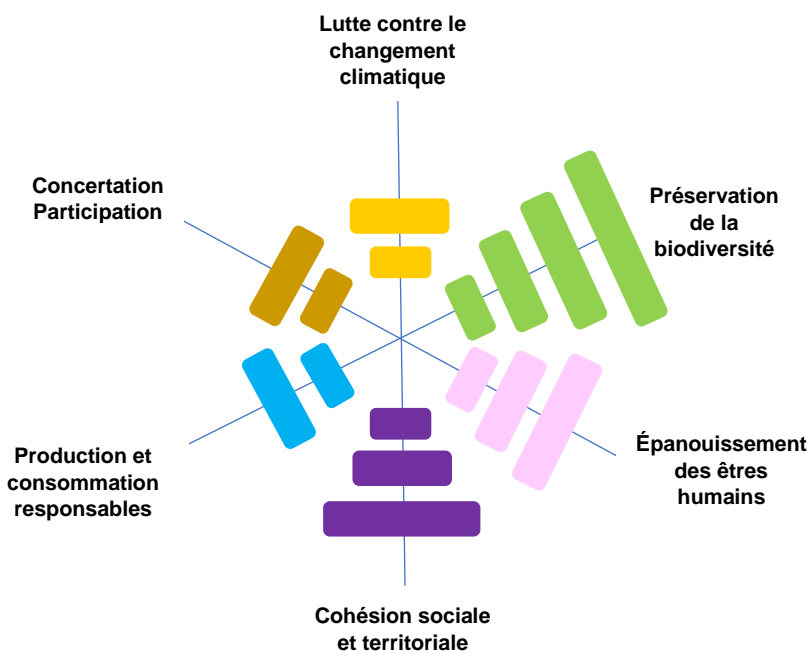 Lutte contre le
changement
climatique
Concertation
Participation
Préservation
de la
biodiversité
Production et
consommation
responsables
Épanouissement
des êtres
humains
Cohésion sociale
et territoriale